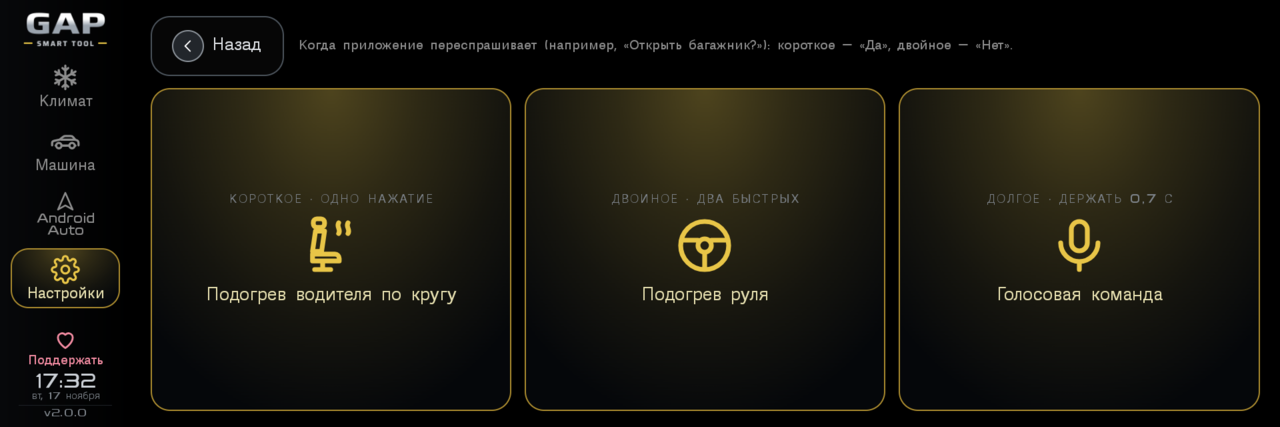 GAP
SMART TOOL
Климат
Машина
Android
Auto
Настройки
Поддержать
17:32
вт, 17 ноября
v2.0.0
Назад
Когда приложение переспрашивает (например, «Открыть багажник?»): короткое — «Да», двойное — «Нет».
КОРОТКОЕ · ОДНО НАЖАТИЕ
Подогрев водителя по кругу
ДВОЙНОЕ · ДВА БЫСТРЫХ
Подогрев руля
ДОЛГОЕ · ДЕРЖАТЬ 0,7 С
Голосовая команда